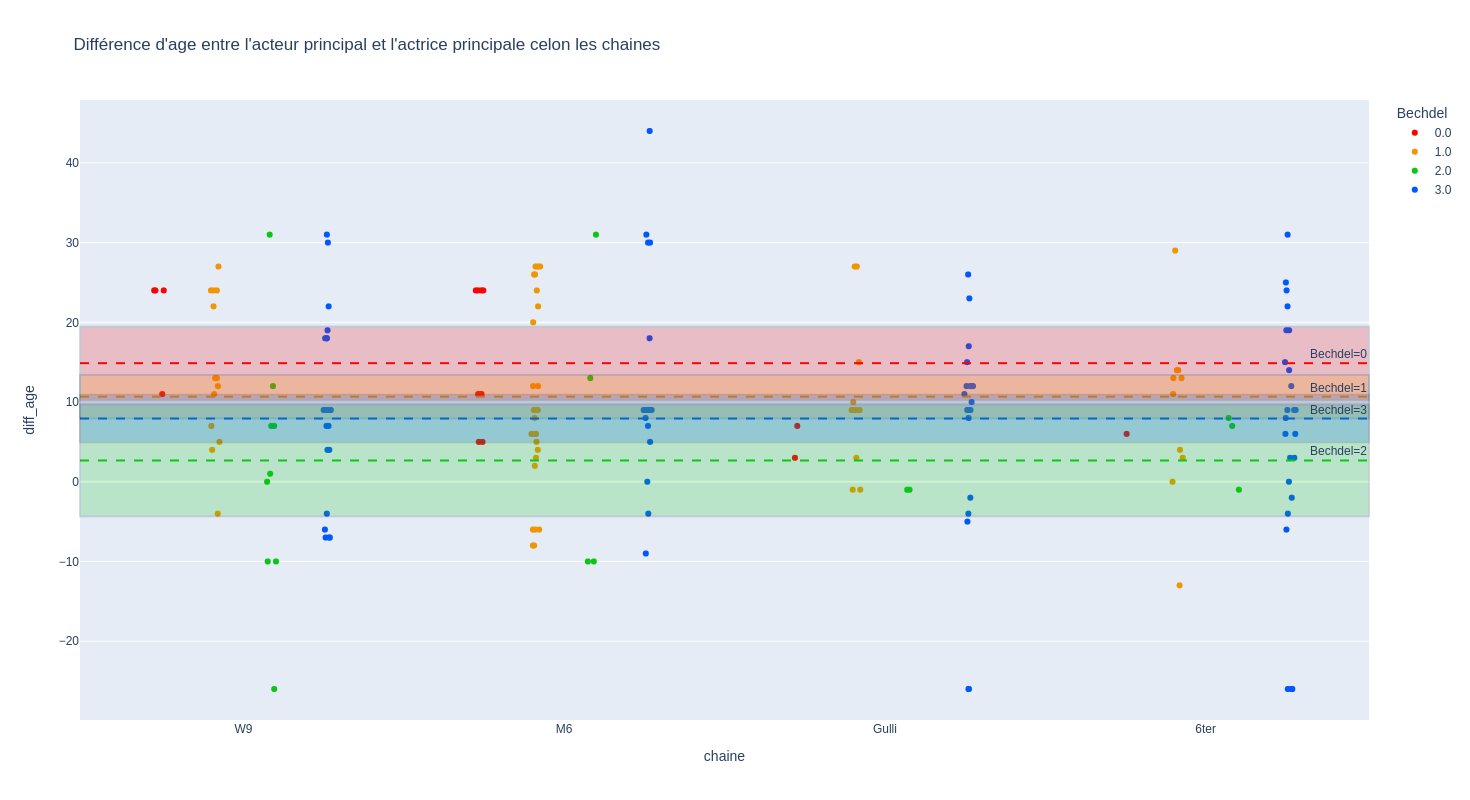 Différence d'age entre l'acteur principal et l'actrice principale celon les chaines
Bechdel
0.0
1.0
2.0
3.0
40
30
20
10
0
−10
−20
diff_age
Bechdel=0
Bechdel=1
Bechdel=3
Bechdel=2
W9
M6
Gulli
6ter
chaine